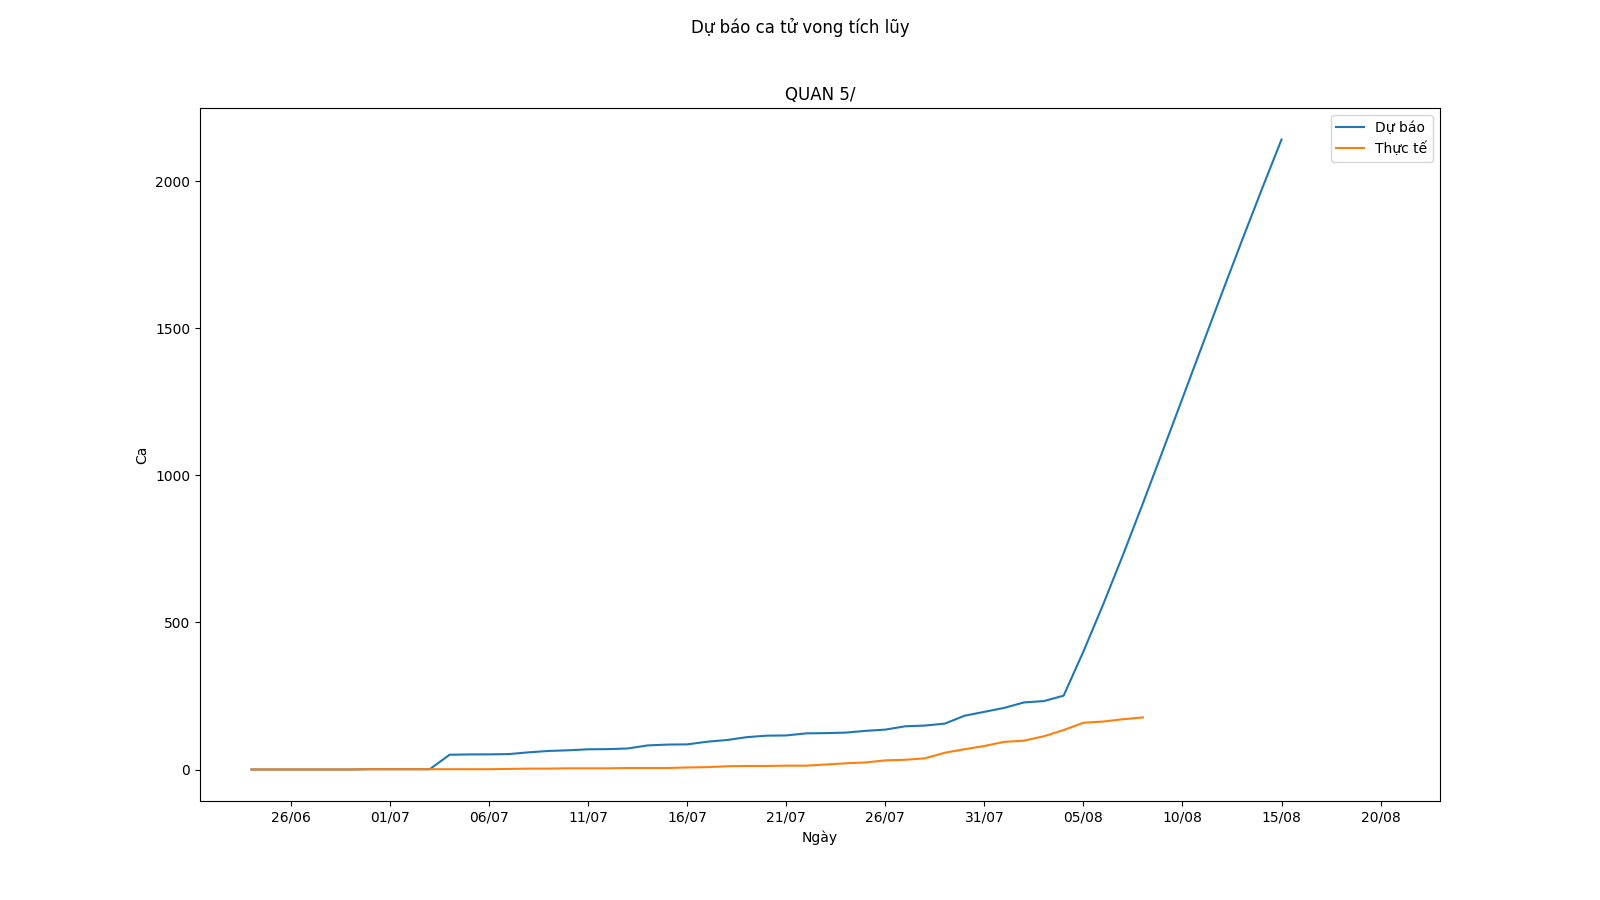 Dự báo ca tử vong tích lũy
QUAN 5/
Dự báo
Thực tế
2000
1500
1000
500
0
Ca
26/06 01/07 06/07 11/07 16/07 21/07 26/07 31/07 05/08 10/08 15/08 20/08
Ngày